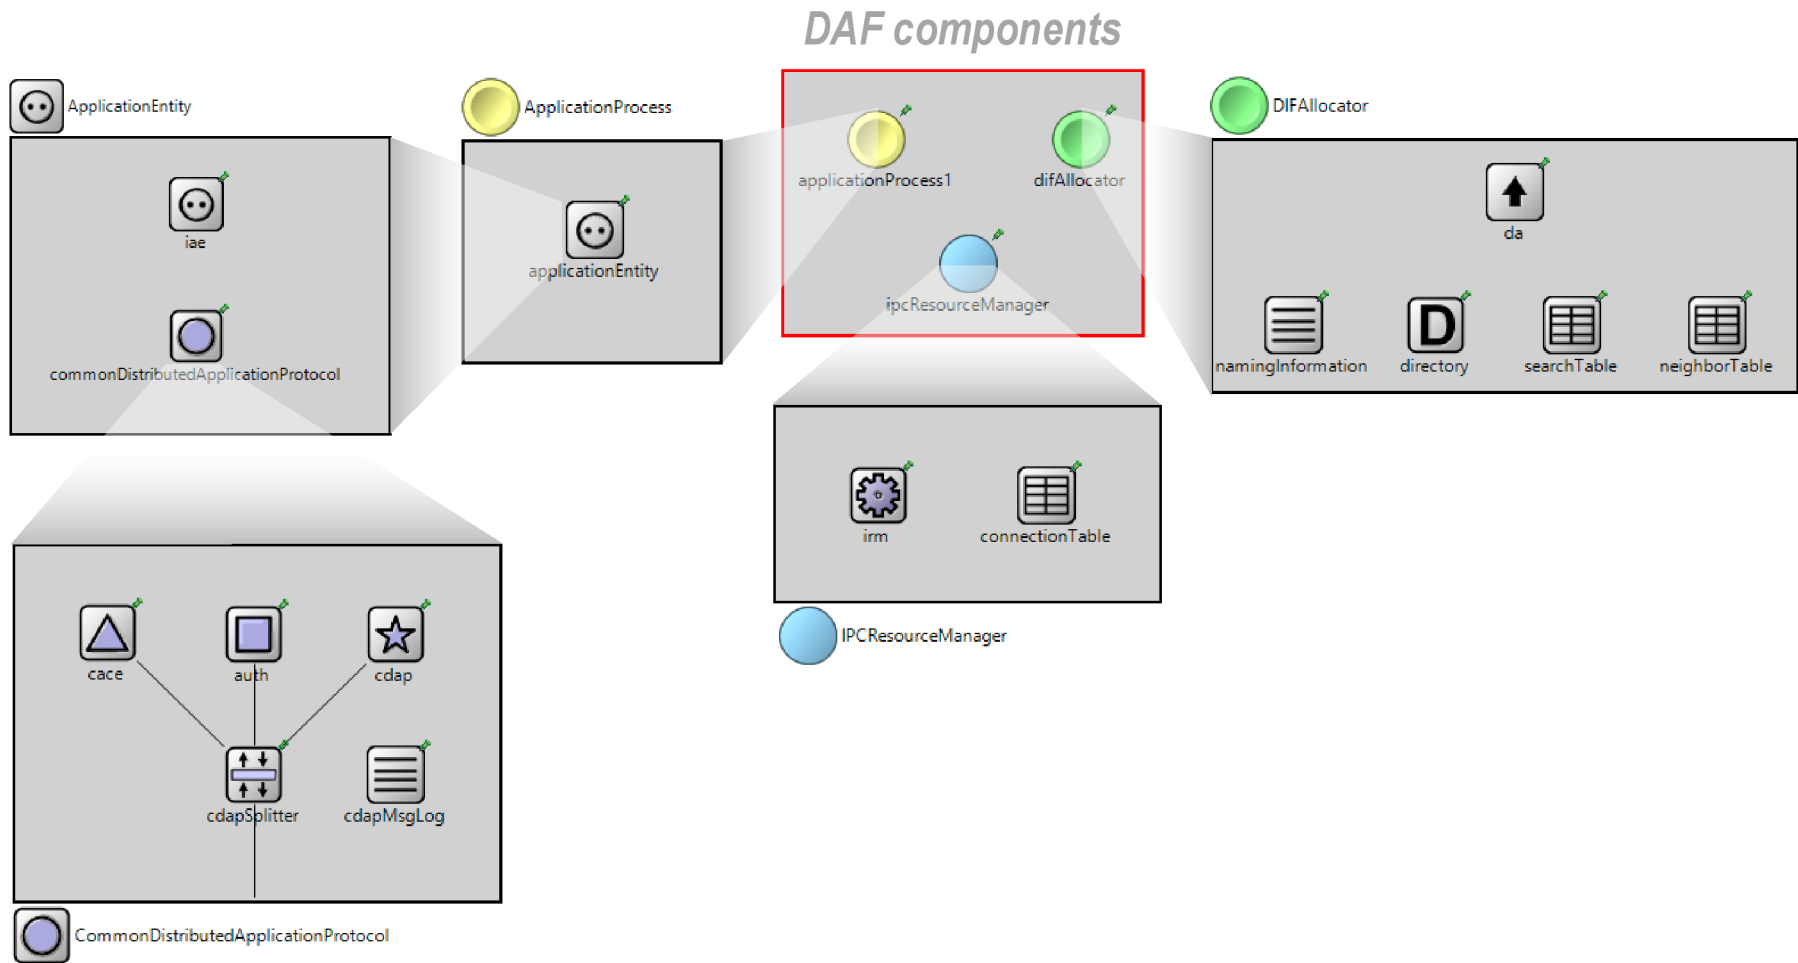 DAF components
ApplicationEntity
ApplicationProcess
DIFAllocator
iae
commonDistributedApplicationProtocol
applicationEntity
applicationProcess1
difAllocator
ipcResourceManager
da
namingInformation
directory
searchTable
neighborTable
D
irm
connectionTable
IPCResourceManager
cace
auth
cdap
cdapSplitter
cdapMsgLog
CommonDistributedApplicationProtocol